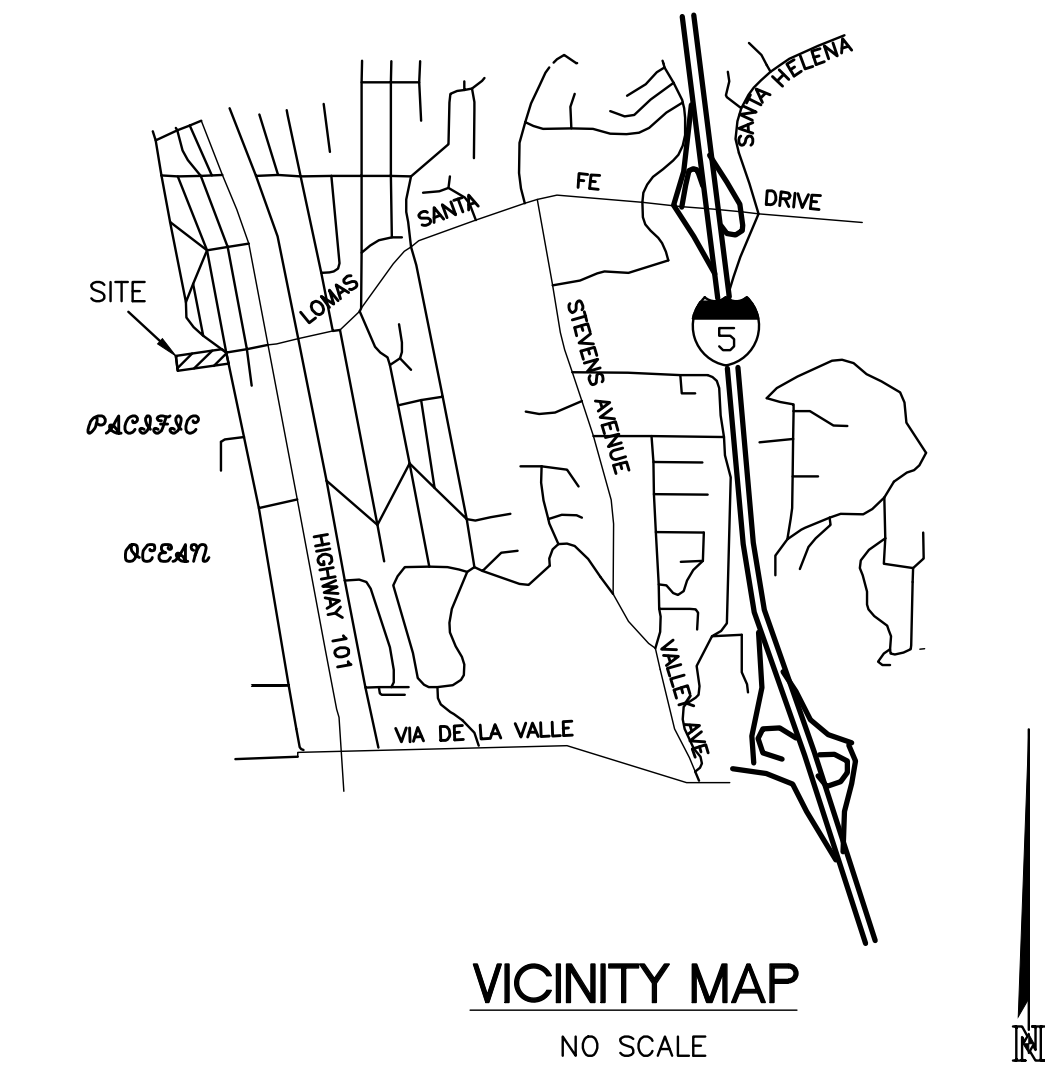 SANTA HELENA
FE
DRIVE
SANTA
LOMAS
SITE
5
STEVENS AVENUE
PACIFIC
OCEAN
HIGHWAY 101
VALLEY AVE
VIA DE LA VALLE
VICINITY MAP
NO SCALE
N